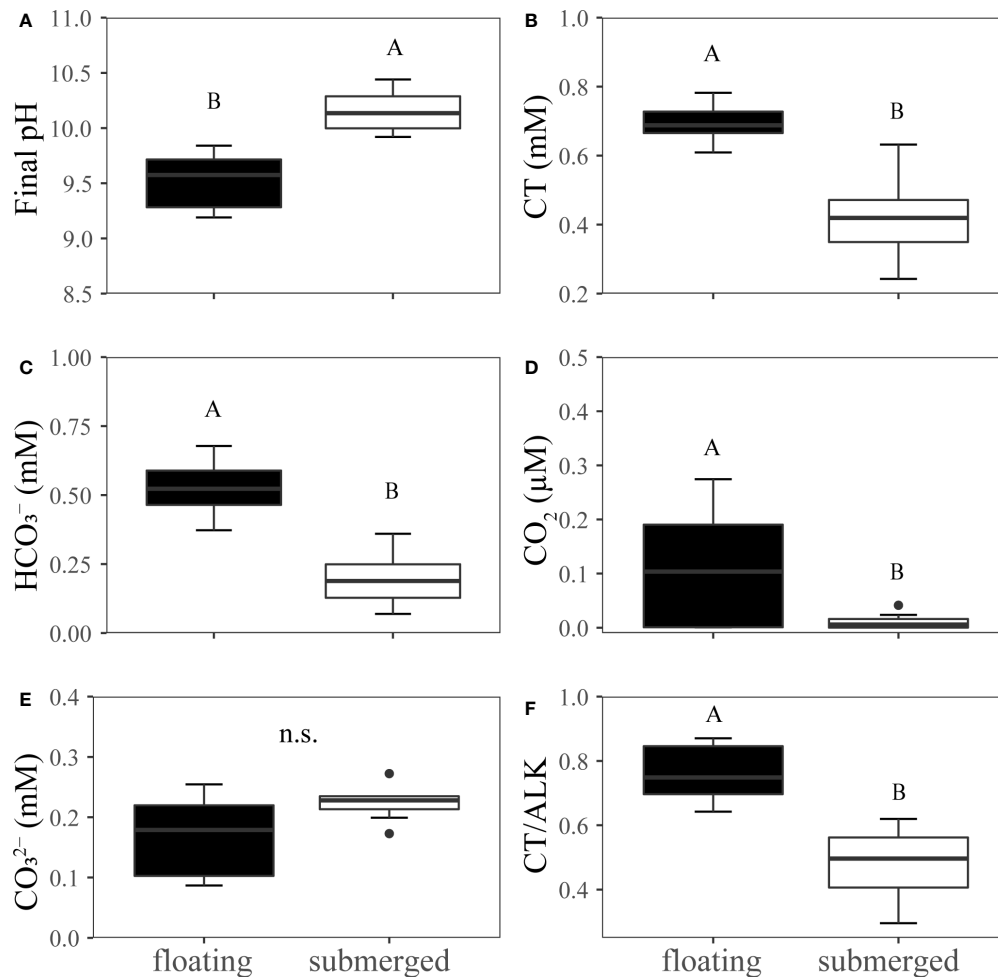 A
Final pH
11.0
10.5
10.0
9.5
9.0
8.5
B
A
B
CT (mM)
1.0
0.8
0.6
0.4
0.2
A
B
C
HCO₃⁻ (mM)
1.00
0.75
0.50
0.25
0.00
A
B
D
CO₂ (μM)
0.5
0.4
0.3
0.2
0.1
0.0
A
B
E
CO₃²⁻ (mM)
0.4
0.3
0.2
0.1
0.0
n.s.
floating submerged
F
CT/ALK
1.0
0.8
0.6
0.4
A
B
floating submerged